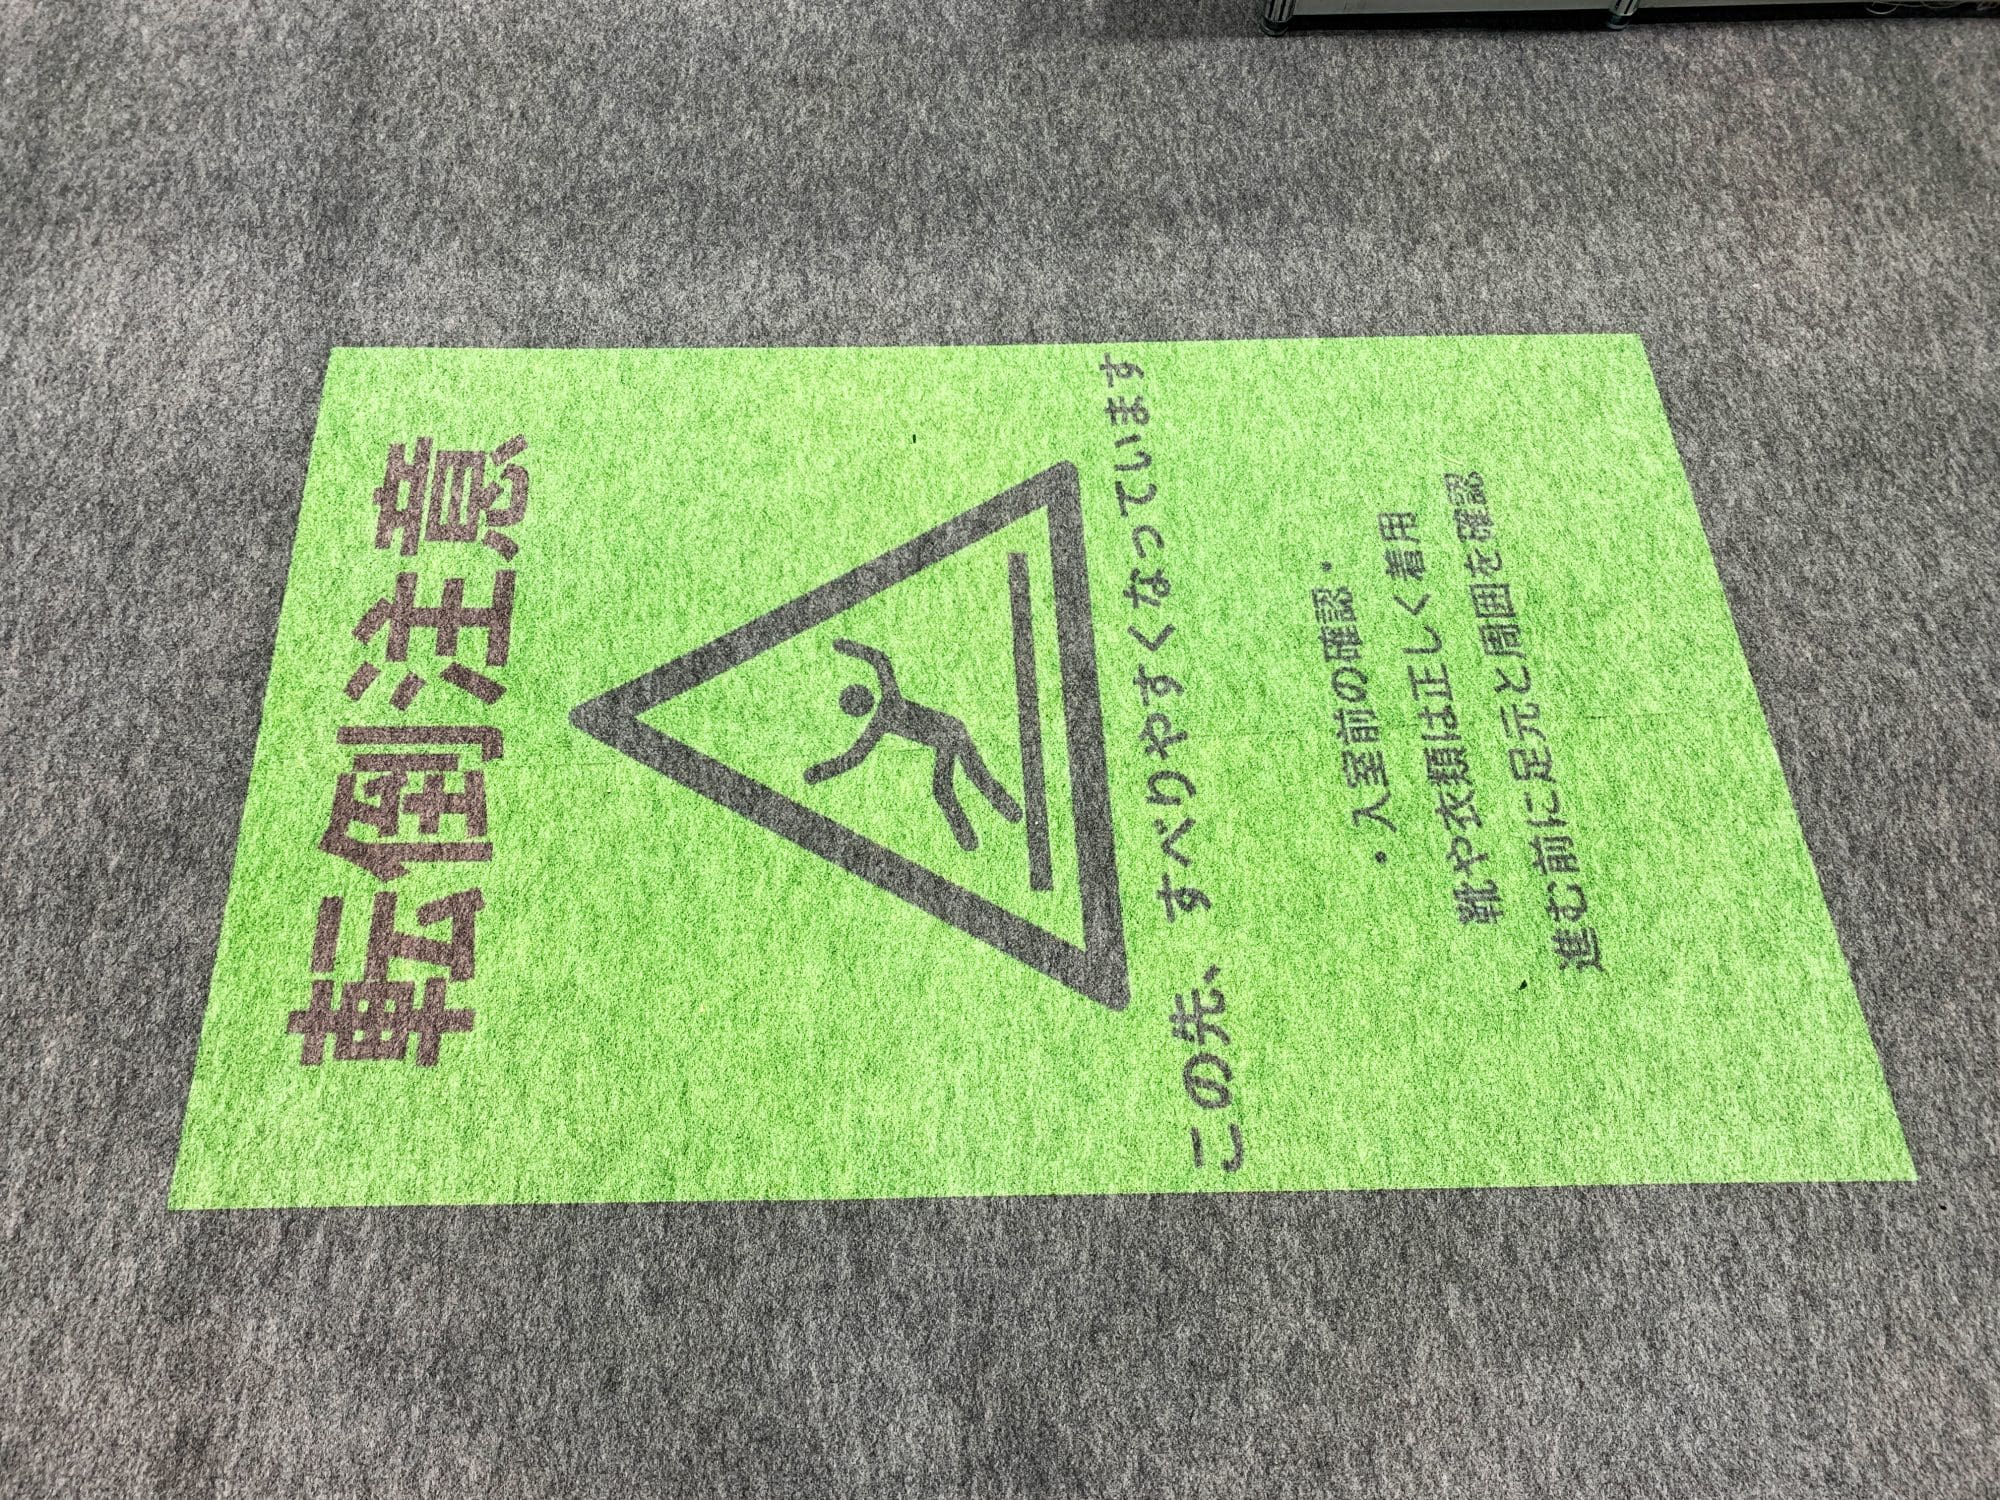 転倒注意
この先、すべりやすくなっています
・入室前の確認・
靴や衣類は正しく着用
進む前に足元と周囲を確認